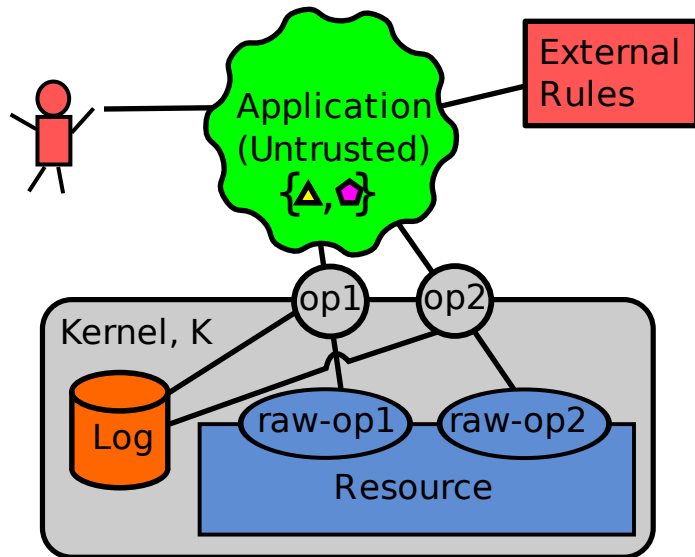 External
Rules
Application
(Untrusted)
{ , }
op1
op2
Kernel, K
Log
raw-op1
raw-op2
Resource